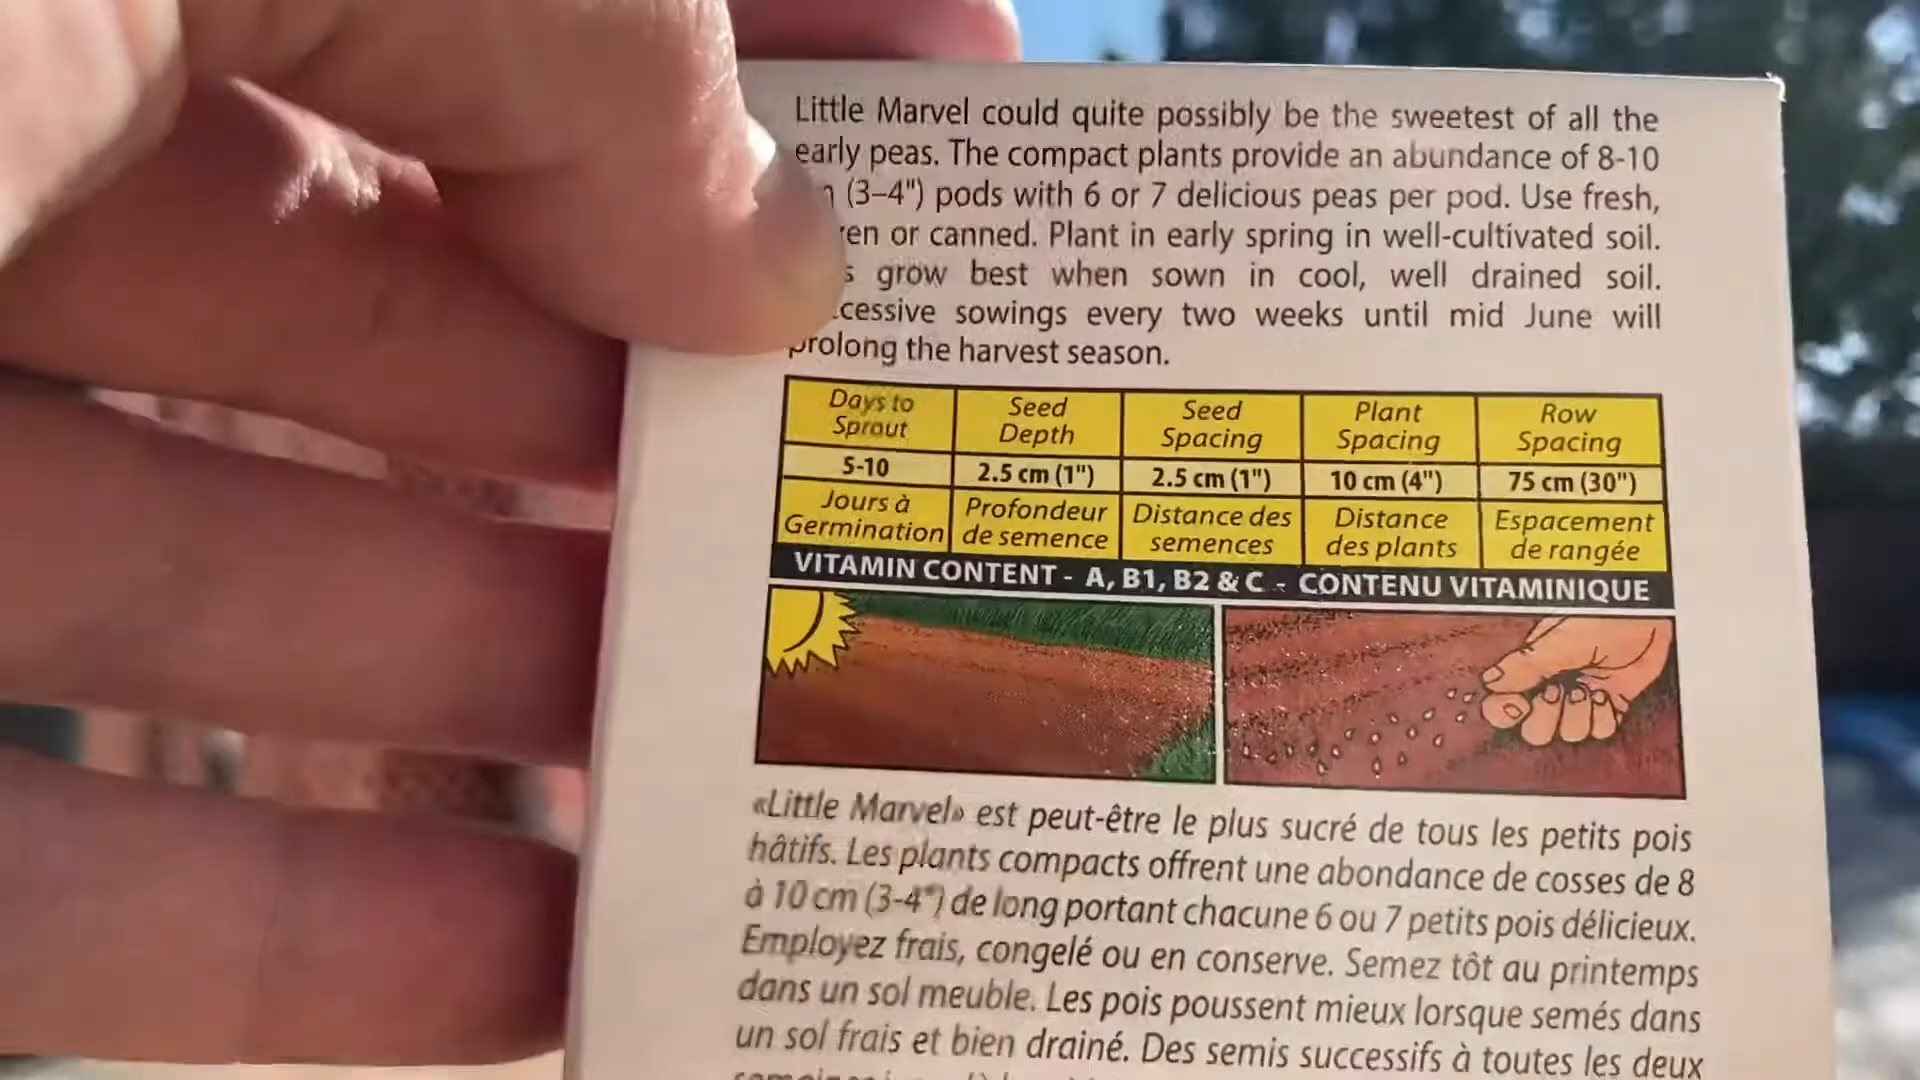 Little Marvel could quite possibly be the sweetest of all the
early peas. The compact plants provide an abundance of 8-10
(3–4") pods with 6 or 7 delicious peas per pod. Use fresh,
or canned. Plant in early spring in well-cultivated soil.
grow best when sown in cool, well drained soil.
sowings every two weeks until mid June will
prolong the harvest season.
Days to Sprout
Seed Depth
Seed Spacing
Plant Spacing
Row Spacing
5-10
2.5 cm (1")
2.5 cm (1")
10 cm (4")
75 cm (30")
Jours à Germination
Profondeur de semence
Distance des semences
Distance des plants
Espacement de rangée
VITAMIN CONTENT - A, B1, B2 & C - CONTENU VITAMINIQUE
«Little Marvel» est peut-être le plus sucré de tous les petits pois
hâtifs. Les plants compacts offrent une abondance de cosses de 8
à 10 cm (3-4") de long portant chacune 6 ou 7 petits pois délicieux.
Employez frais, congelé ou en conserve. Semez tôt au printemps
dans un sol meuble. Les pois poussent mieux lorsque semés dans
un sol frais et bien drainé. Des semis successifs à toutes les deux